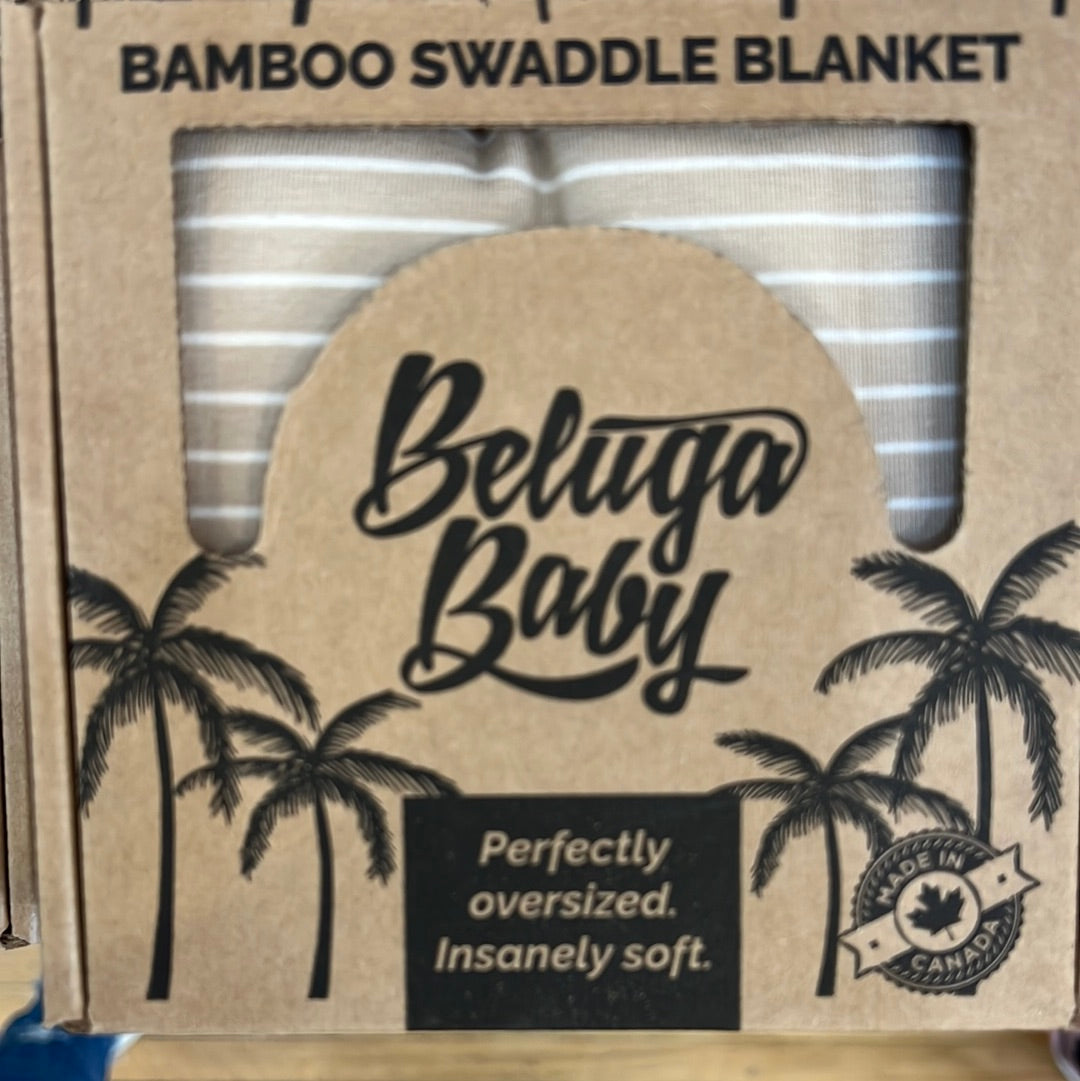 BAMBOO SWADDLE BLANKET
Beluga
Baby
Perfectly
oversized.
Insanely soft.
MADE IN
CANADA